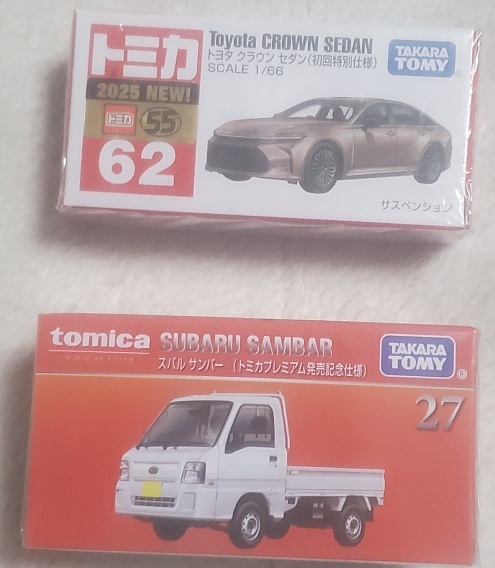 トミカ
2025 NEW!
トミカ 55
62
Toyota CROWN SEDAN
トヨタ クラウン セダン(初回特別仕様)
SCALE 1/66
TAKARA
TOMY
サスペンション
tomica
PREMIUM
SUBARU SAMBAR
スバル サンバー (トミカプレミアム発売記念仕様)
TAKARA
TOMY®
27